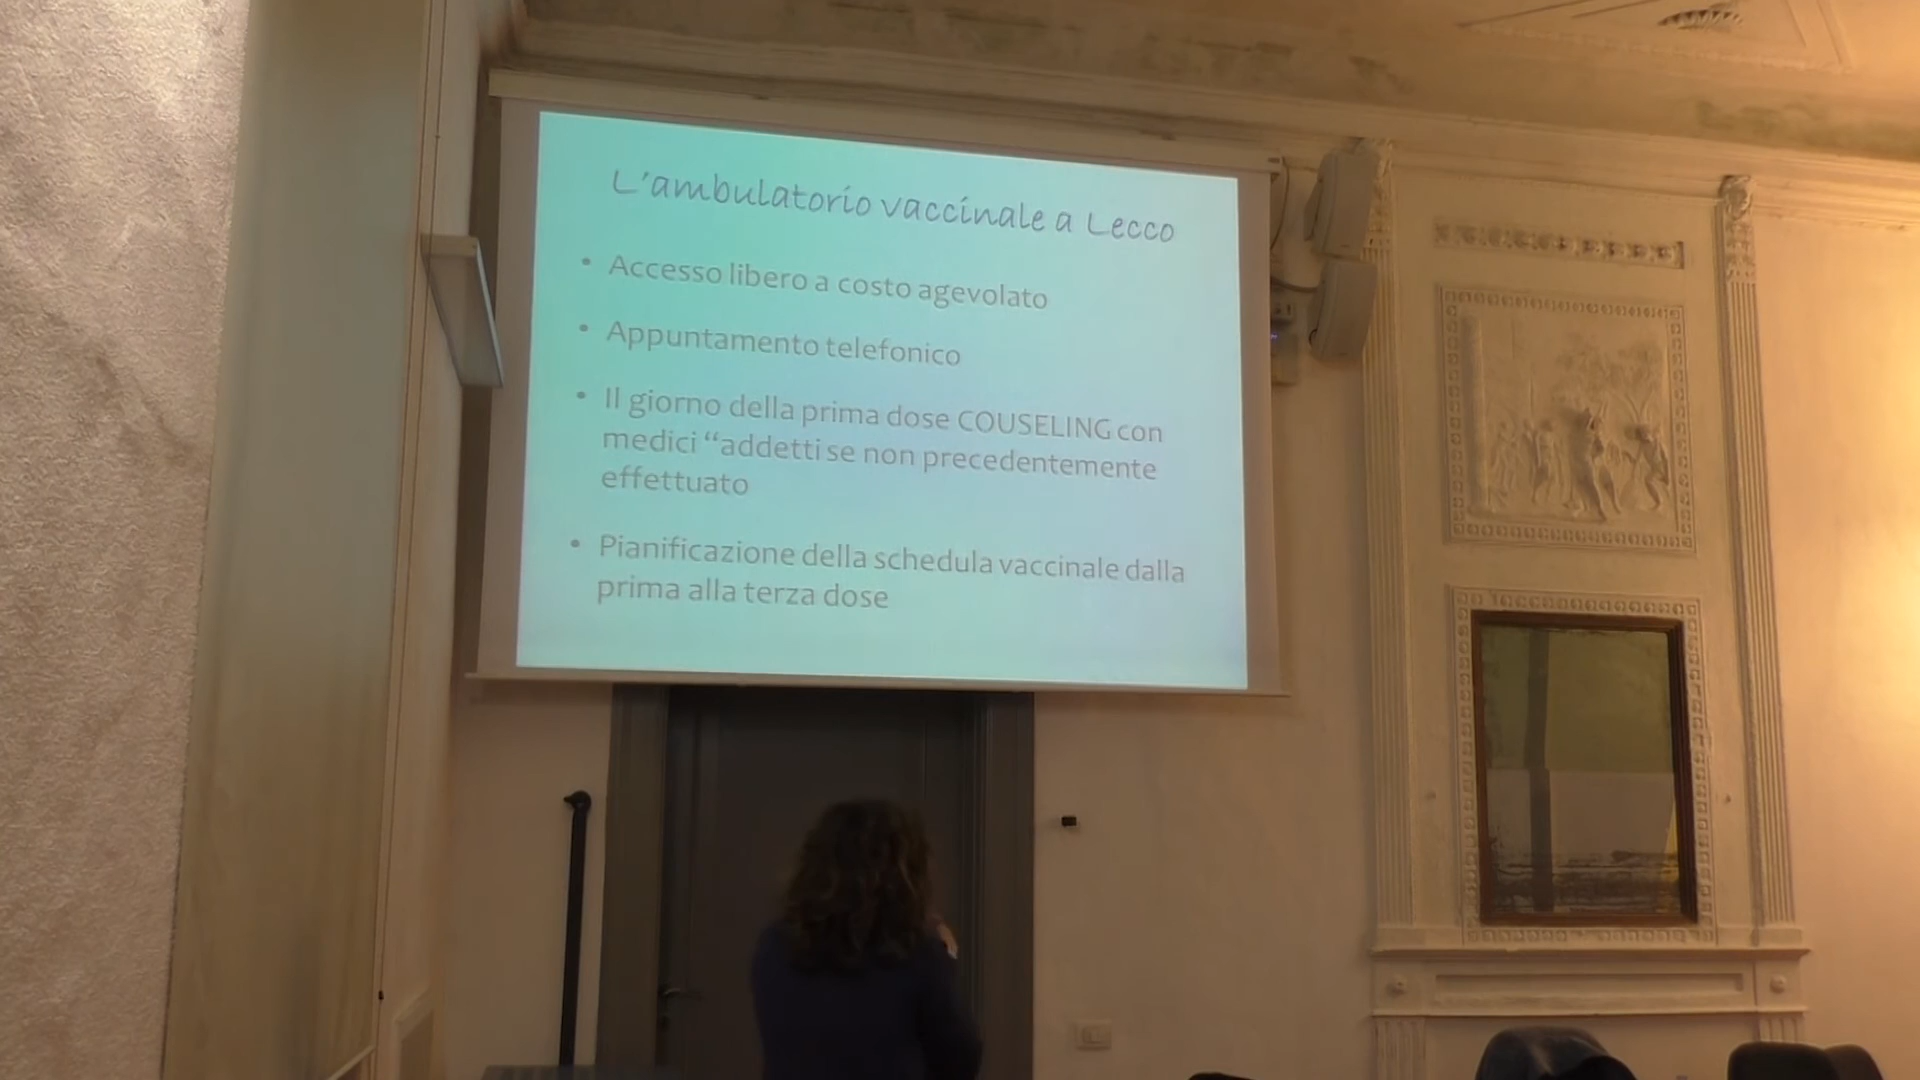 L'ambulatorio vaccinale a Lecco
• Accesso libero a costo agevolato
• Appuntamento telefonico
• Il giorno della prima dose COUSELING con
medici “addetti se non precedentemente
effettuato
• Pianificazione della schedula vaccinale dalla
prima alla terza dose